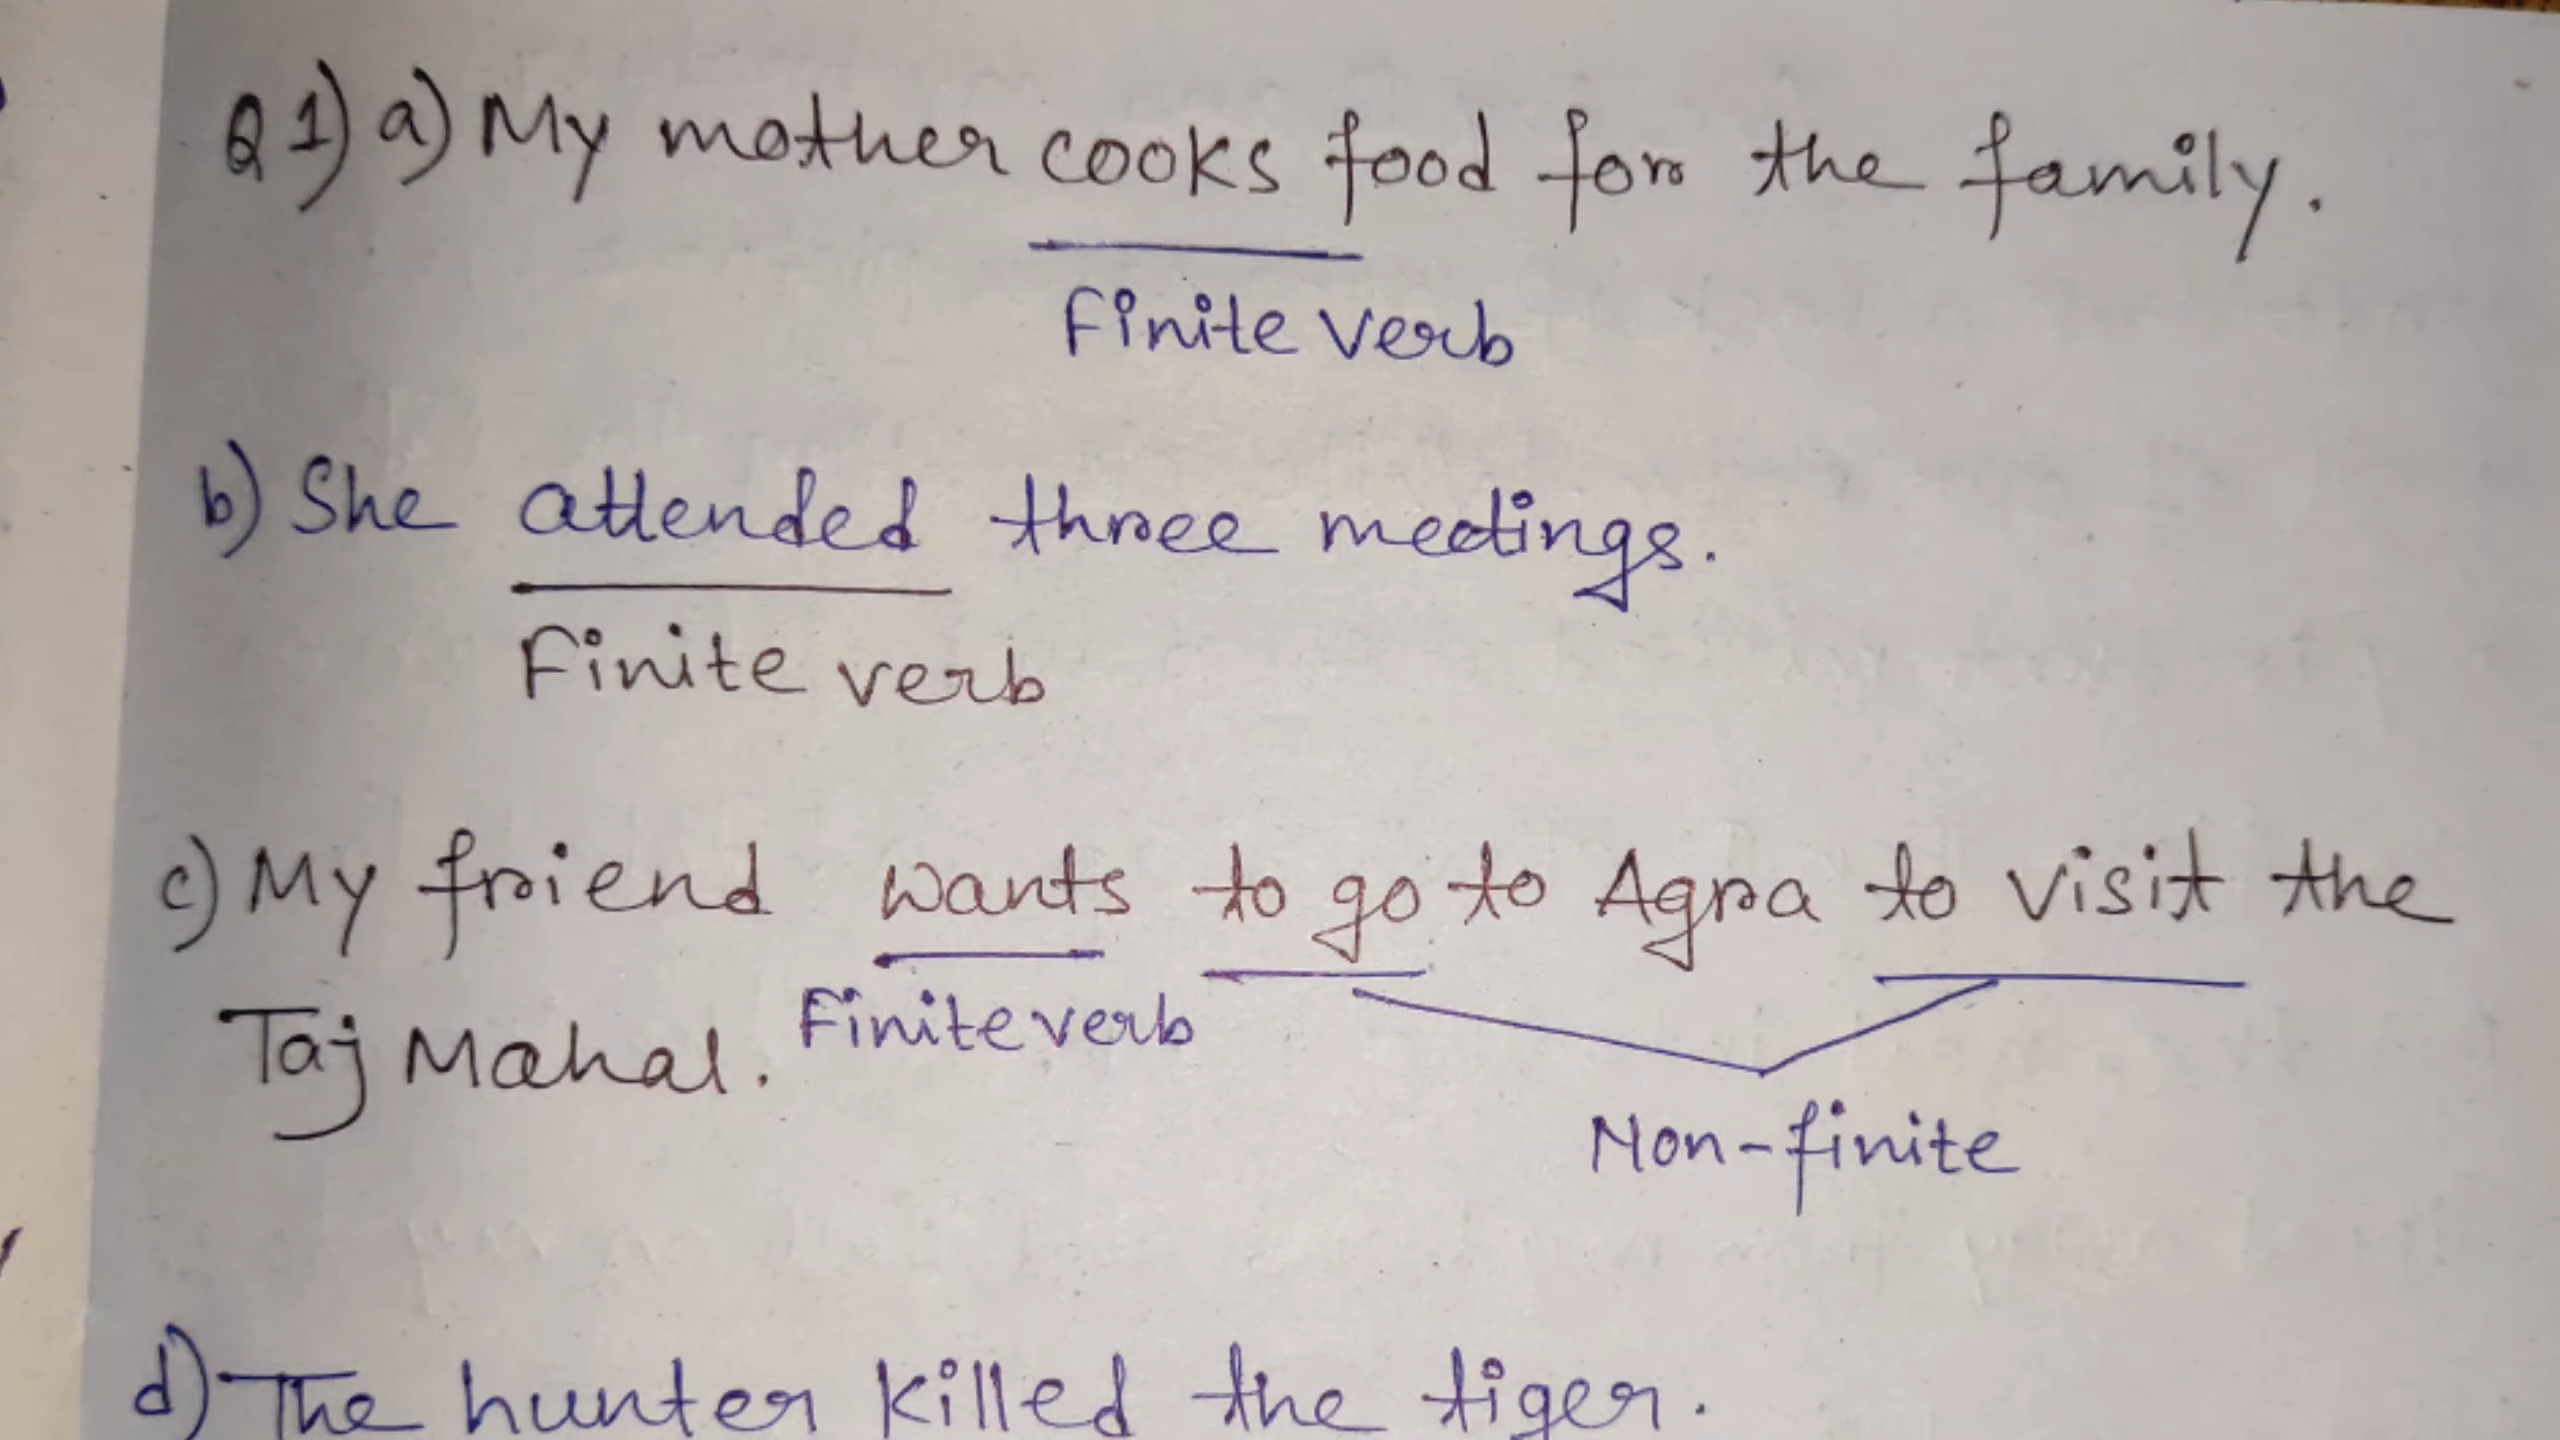 Q1) a) My mother cooks food for the family.
Finite verb
b) She attended three meetings.
Finite verb
c) My friend wants to go to Agra to visit the
Taj Mahal. Finite verb
Non-finite
d) The hunter killed the tiger.